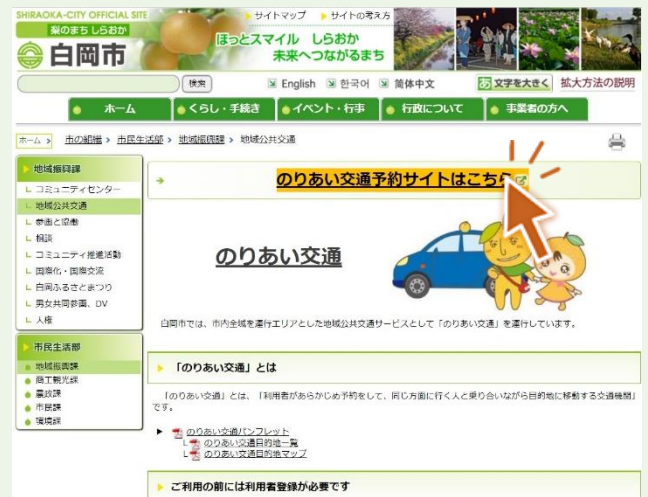 SHIRAOKA-CITY OFFICIAL SITE
梨のまち しらおか
白岡市
サイトマップ サイトの考え方
ほっとスマイル しらおか
未来へつながるまち
検索
English 한국어 简体中文
あ 文字を大きく 拡大方法の説明
ホーム くらし・手続き イベント・行事 行政について 事業者の方へ
ホーム 市の組織 市民生活部 地域振興課 地域公共交通
地域振興課
コミュニティセンター
地域公共交通
参画と協働
相談
コミュニティ推進活動
国際化・国際交流
白岡ふるさとまつり
男女共同参画、DV
人権
市民生活部
地域振興課
商工観光課
農政課
市民課
環境課
のりあい交通予約サイトはこちら
のりあい交通
白岡市では、市内全域を運行エリアとした地域公共交通サービスとして「のりあい交通」を運行しています。
「のりあい交通」とは
「のりあい交通」とは、「利用者があらかじめ予約をして、同じ方面に行く人と乗り合いながら目的地に移動する交通機関」
です。
のりあい交通パンフレット
└ のりあい交通目的地一覧
└ のりあい交通目的地マップ
ご利用の前には利用者登録が必要です